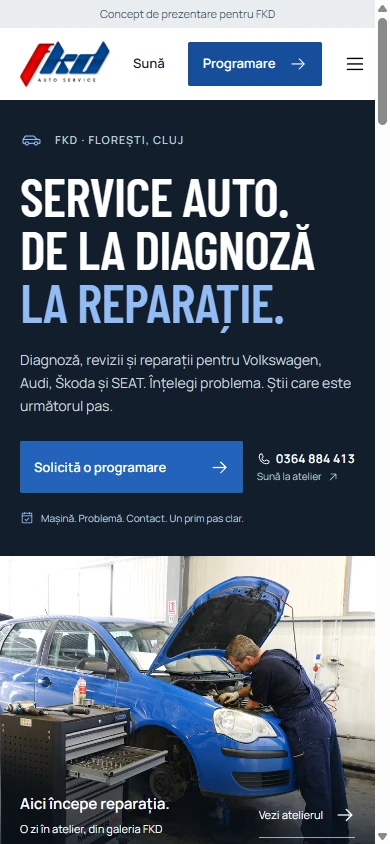 Concept de prezentare pentru FKD
fkd
AUTO SERVICE
Sună
Programare
FKD · FLOREȘTI, CLUJ
SERVICE AUTO.
DE LA DIAGNOZĂ
LA REPARAȚIE.
Diagnoză, revizii și reparații pentru Volkswagen,
Audi, Škoda și SEAT. Înțelegi problema. Știi care este
următorul pas.
Solicită o programare
0364 884 413
Sună la atelier
Mașină. Problemă. Contact. Un prim pas clar.
Aici începe reparația.
O zi în atelier, din galeria FKD
Vezi atelierul